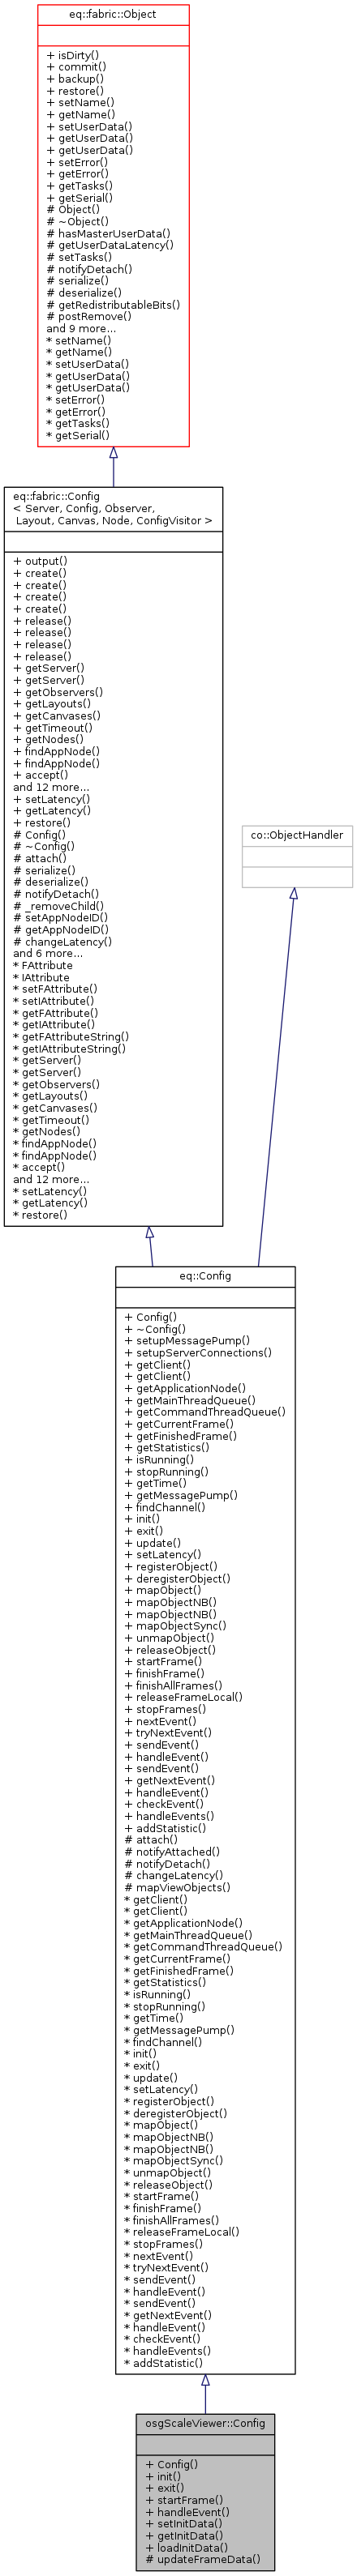 eq::fabric::Object
+ isDirty()
+ commit()
+ backup()
+ restore()
+ setName()
+ getName()
+ setUserData()
+ getUserData()
+ getUserData()
+ setError()
+ getError()
+ getTasks()
+ getSerial()
# Object()
# ~Object()
# hasMasterUserData()
# getUserDataLatency()
# setTasks()
# notifyDetach()
# serialize()
# deserialize()
# getRedistributableBits()
# postRemove()
and 9 more...
* setName()
* getName()
* setUserData()
* getUserData()
* getUserData()
* setError()
* getError()
* getTasks()
* getSerial()
eq::fabric::Config
< Server, Config, Observer,
Layout, Canvas, Node, ConfigVisitor >
+ output()
+ create()
+ create()
+ create()
+ create()
+ release()
+ release()
+ release()
+ release()
+ getServer()
+ getServer()
+ getObservers()
+ getLayouts()
+ getCanvases()
+ getTimeout()
+ getNodes()
+ findAppNode()
+ findAppNode()
+ accept()
and 12 more...
+ setLatency()
+ getLatency()
+ restore()
# Config()
# ~Config()
# attach()
# serialize()
# deserialize()
# notifyDetach()
# _removeChild()
# setAppNodeID()
# getAppNodeID()
# changeLatency()
and 6 more...
* FAttribute
* IAttribute
* setFAttribute()
* setIAttribute()
* getFAttribute()
* getIAttribute()
* getFAttributeString()
* getIAttributeString()
* getServer()
* getServer()
* getObservers()
* getLayouts()
* getCanvases()
* getTimeout()
* getNodes()
* findAppNode()
* findAppNode()
* accept()
and 12 more...
* setLatency()
* getLatency()
* restore()
co::ObjectHandler
eq::Config
+ Config()
+ ~Config()
+ setupMessagePump()
+ setupServerConnections()
+ getClient()
+ getClient()
+ getApplicationNode()
+ getMainThreadQueue()
+ getCommandThreadQueue()
+ getCurrentFrame()
+ getFinishedFrame()
+ getStatistics()
+ isRunning()
+ stopRunning()
+ getTime()
+ getMessagePump()
+ findChannel()
+ init()
+ exit()
+ update()
+ setLatency()
+ registerObject()
+ deregisterObject()
+ mapObject()
+ mapObjectNB()
+ mapObjectNB()
+ mapObjectSync()
+ unmapObject()
+ releaseObject()
+ startFrame()
+ finishFrame()
+ finishAllFrames()
+ releaseFrameLocal()
+ stopFrames()
+ nextEvent()
+ tryNextEvent()
+ sendEvent()
+ handleEvent()
+ sendEvent()
+ getNextEvent()
+ handleEvent()
+ checkEvent()
+ handleEvents()
+ addStatistic()
# attach()
# notifyAttached()
# notifyDetach()
# changeLatency()
# mapViewObjects()
* getClient()
* getClient()
* getApplicationNode()
* getMainThreadQueue()
* getCommandThreadQueue()
* getCurrentFrame()
* getFinishedFrame()
* getStatistics()
* isRunning()
* stopRunning()
* getTime()
* getMessagePump()
* findChannel()
* init()
* exit()
* update()
* setLatency()
* registerObject()
* deregisterObject()
* mapObject()
* mapObjectNB()
* mapObjectNB()
* mapObjectSync()
* unmapObject()
* releaseObject()
* startFrame()
* finishFrame()
* finishAllFrames()
* releaseFrameLocal()
* stopFrames()
* nextEvent()
* tryNextEvent()
* sendEvent()
* handleEvent()
* sendEvent()
* getNextEvent()
* handleEvent()
* checkEvent()
* handleEvents()
* addStatistic()
osgScaleViewer::Config
+ Config()
+ init()
+ exit()
+ startFrame()
+ handleEvent()
+ setInitData()
+ getInitData()
+ loadInitData()
# updateFrameData()